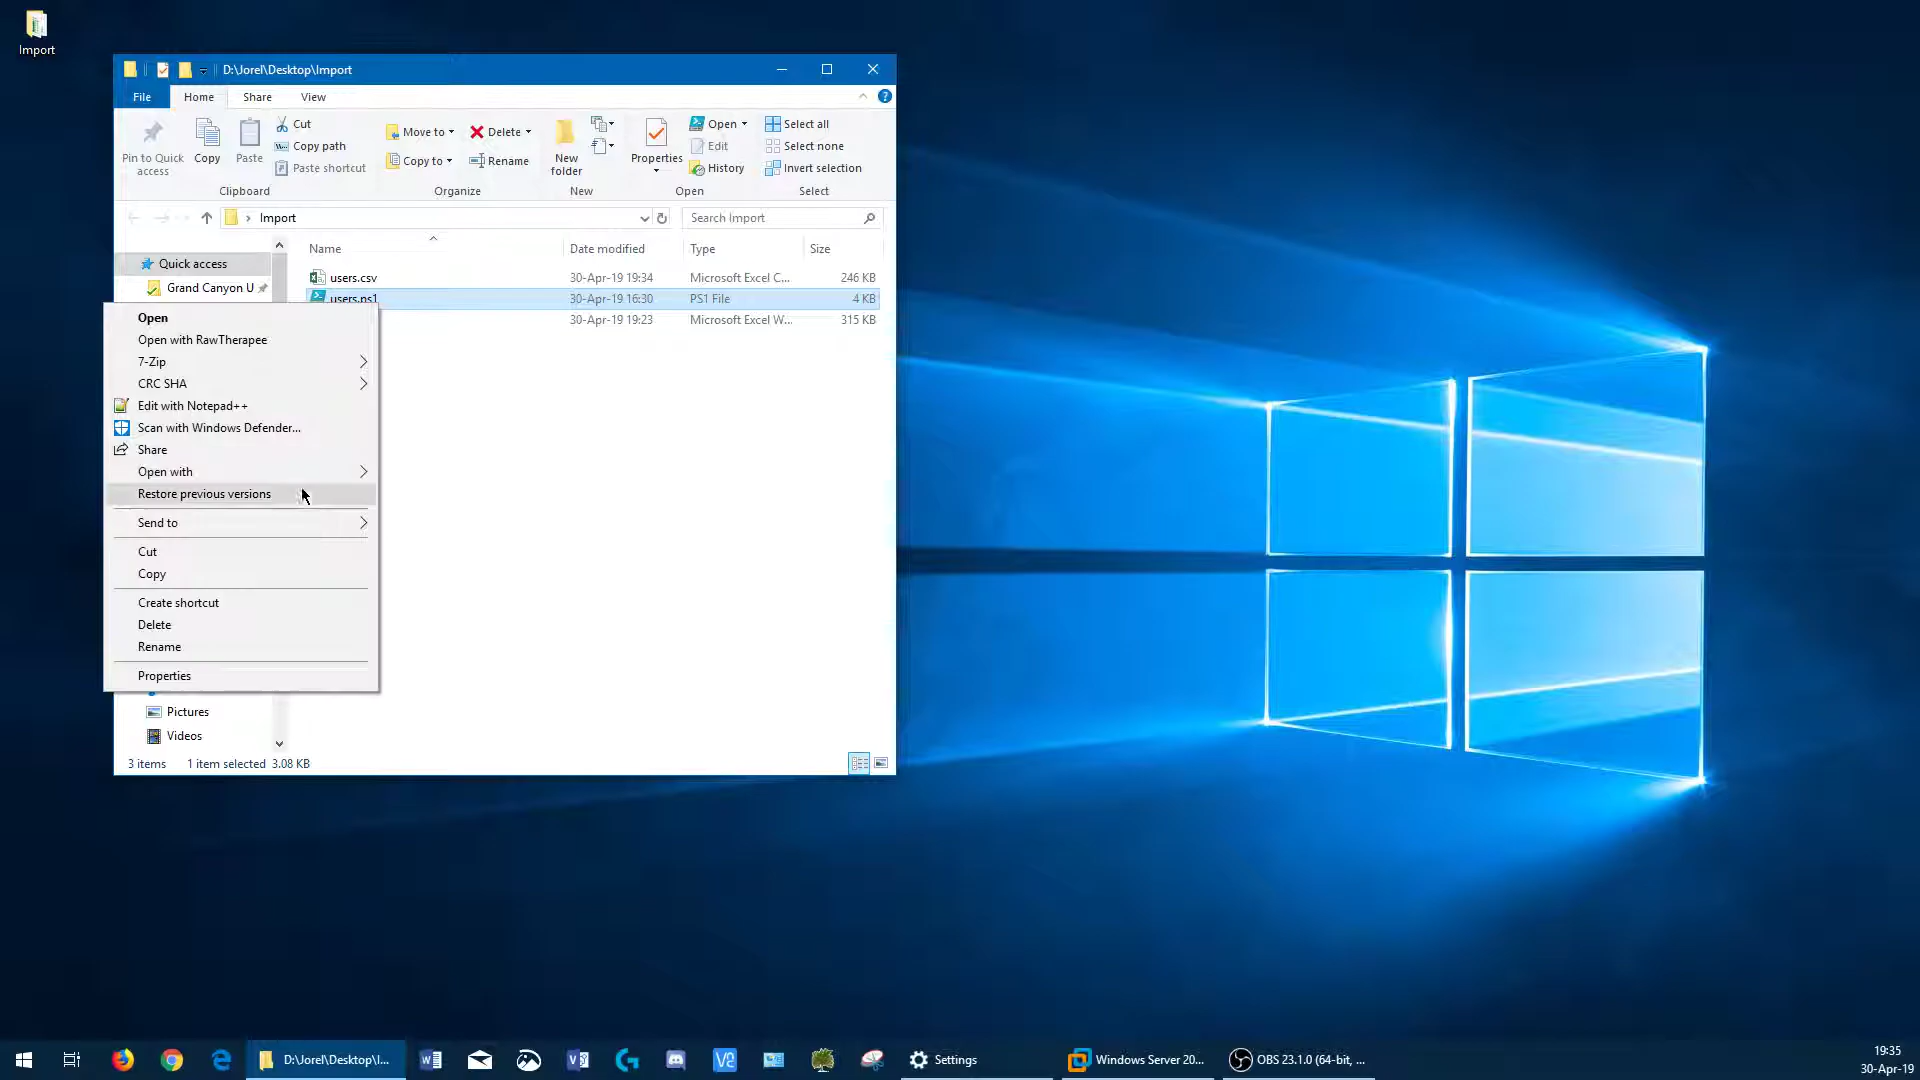 Import
D:\Jorel\Desktop\Import
File
Home
Share
View
Pin to Quick access
Copy
Paste
Cut
Copy path
Paste shortcut
Clipboard
Move to
Copy to
Delete
Rename
Organize
New folder
New
Properties
Open
Edit
History
Open
Select all
Select none
Invert selection
Select
Import
Search Import
Name
Date modified
Type
Size
Quick access
Grand Canyon U
users.csv 30-Apr-19 19:34 Microsoft Excel C... 246 KB
users.ps1 30-Apr-19 16:30 PS1 File 4 KB
30-Apr-19 19:23 Microsoft Excel W... 315 KB
Open
Open with RawTherapee
7-Zip
CRC SHA
Edit with Notepad++
Scan with Windows Defender...
Share
Open with
Restore previous versions
Send to
Cut
Copy
Create shortcut
Delete
Rename
Properties
Pictures
Videos
3 items 1 item selected 3.08 KB
D:\Jorel\Desktop\I...
Settings
Windows Server 20...
OBS 23.1.0 (64-bit, ...
19:35
30-Apr-19